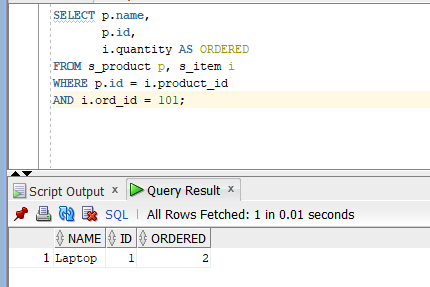 SELECT p.name,
p.id,
i.quantity AS ORDERED
FROM s_product p, s_item i
WHERE p.id = i.product_id
AND i.ord_id = 101;
Script Output x Query Result x
SQL | All Rows Fetched: 1 in 0.01 seconds
NAME ID ORDERED
1 Laptop 1 2